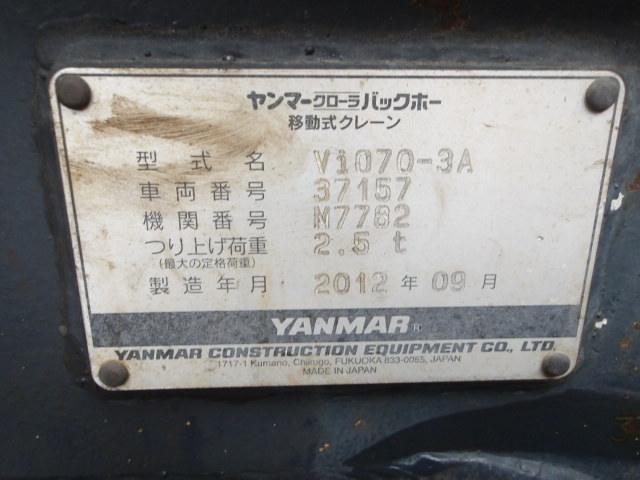 ヤンマークローラバックホー
移動式クレーン
型式名 Vi070-3A
車両番号 37157
機関番号 M7782
つり上げ荷重 2.5 t
(最大の定格荷重)
製造年月 2012 年 09 月
YANMAR ®
YANMAR CONSTRUCTION EQUIPMENT CO., LTD.
1717-1 Kumano, Chikugo, FUKUOKA 833-0055, JAPAN
MADE IN JAPAN